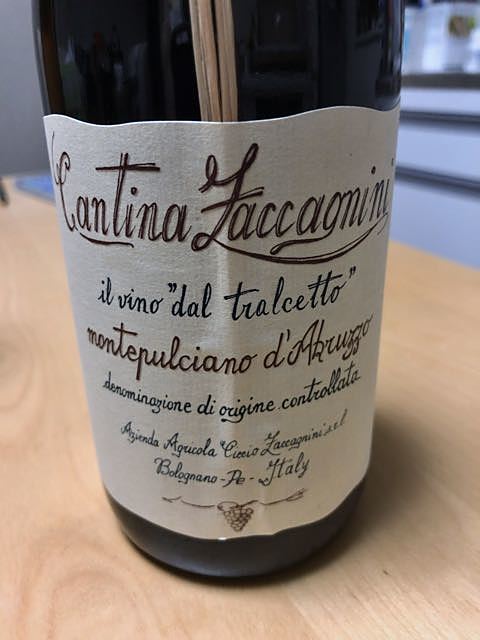 Cantina Zaccagnini
il vino "dal tralcetto"
montepulciano d'Abruzzo
denominazione di origine controllata
Azienda Agricola "Ciccio Zaccagnini" s.r.l
Bolognano - Pe - Italy